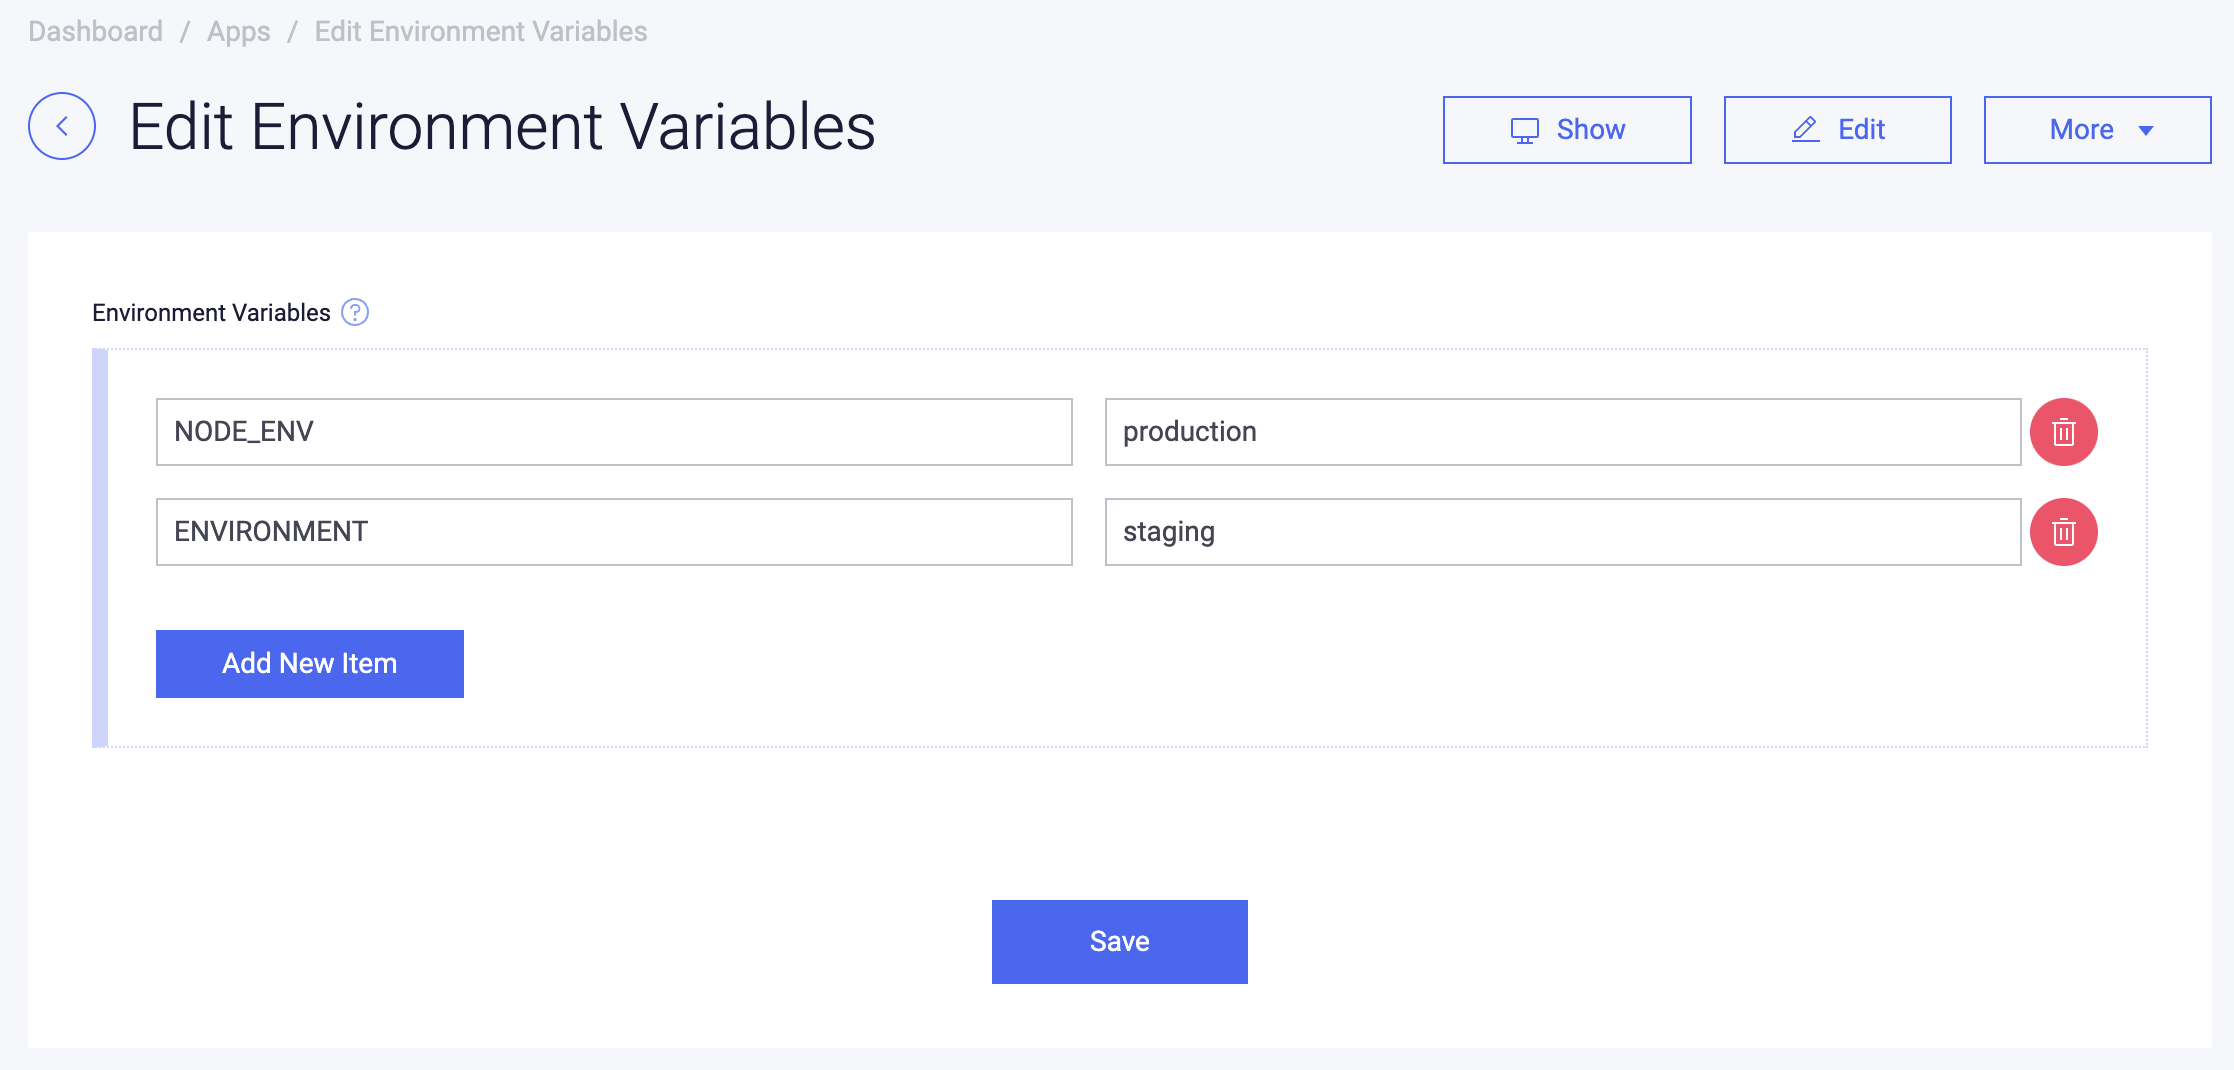 Dashboard / Apps / Edit Environment Variables
Edit Environment Variables
Show
Edit
More
Environment Variables ?
NODE_ENV
production
ENVIRONMENT
staging
Add New Item
Save